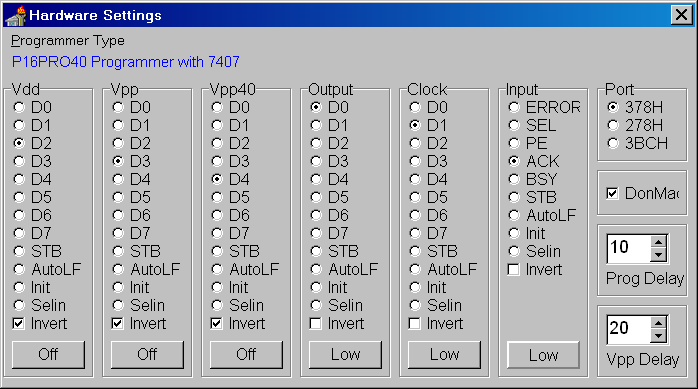 Hardware Settings
Programmer Type
P16PRO40 Programmer with 7407
Vdd
D0
D1
D2
D3
D4
D5
D6
D7
STB
AutoLF
Init
Selin
Invert
Off
Vpp
D0
D1
D2
D3
D4
D5
D6
D7
STB
AutoLF
Init
Selin
Invert
Off
Vpp40
D0
D1
D2
D3
D4
D5
D6
D7
STB
AutoLF
Init
Selin
Invert
Off
Output
D0
D1
D2
D3
D4
D5
D6
D7
STB
AutoLF
Init
Selin
Invert
Low
Clock
D0
D1
D2
D3
D4
D5
D6
D7
STB
AutoLF
Init
Selin
Invert
Low
Input
ERROR
SEL
PE
ACK
BSY
STB
AutoLF
Init
Selin
Invert
Low
Port
378H
278H
3BCH
DonMac
10
Prog Delay
20
Vpp Delay